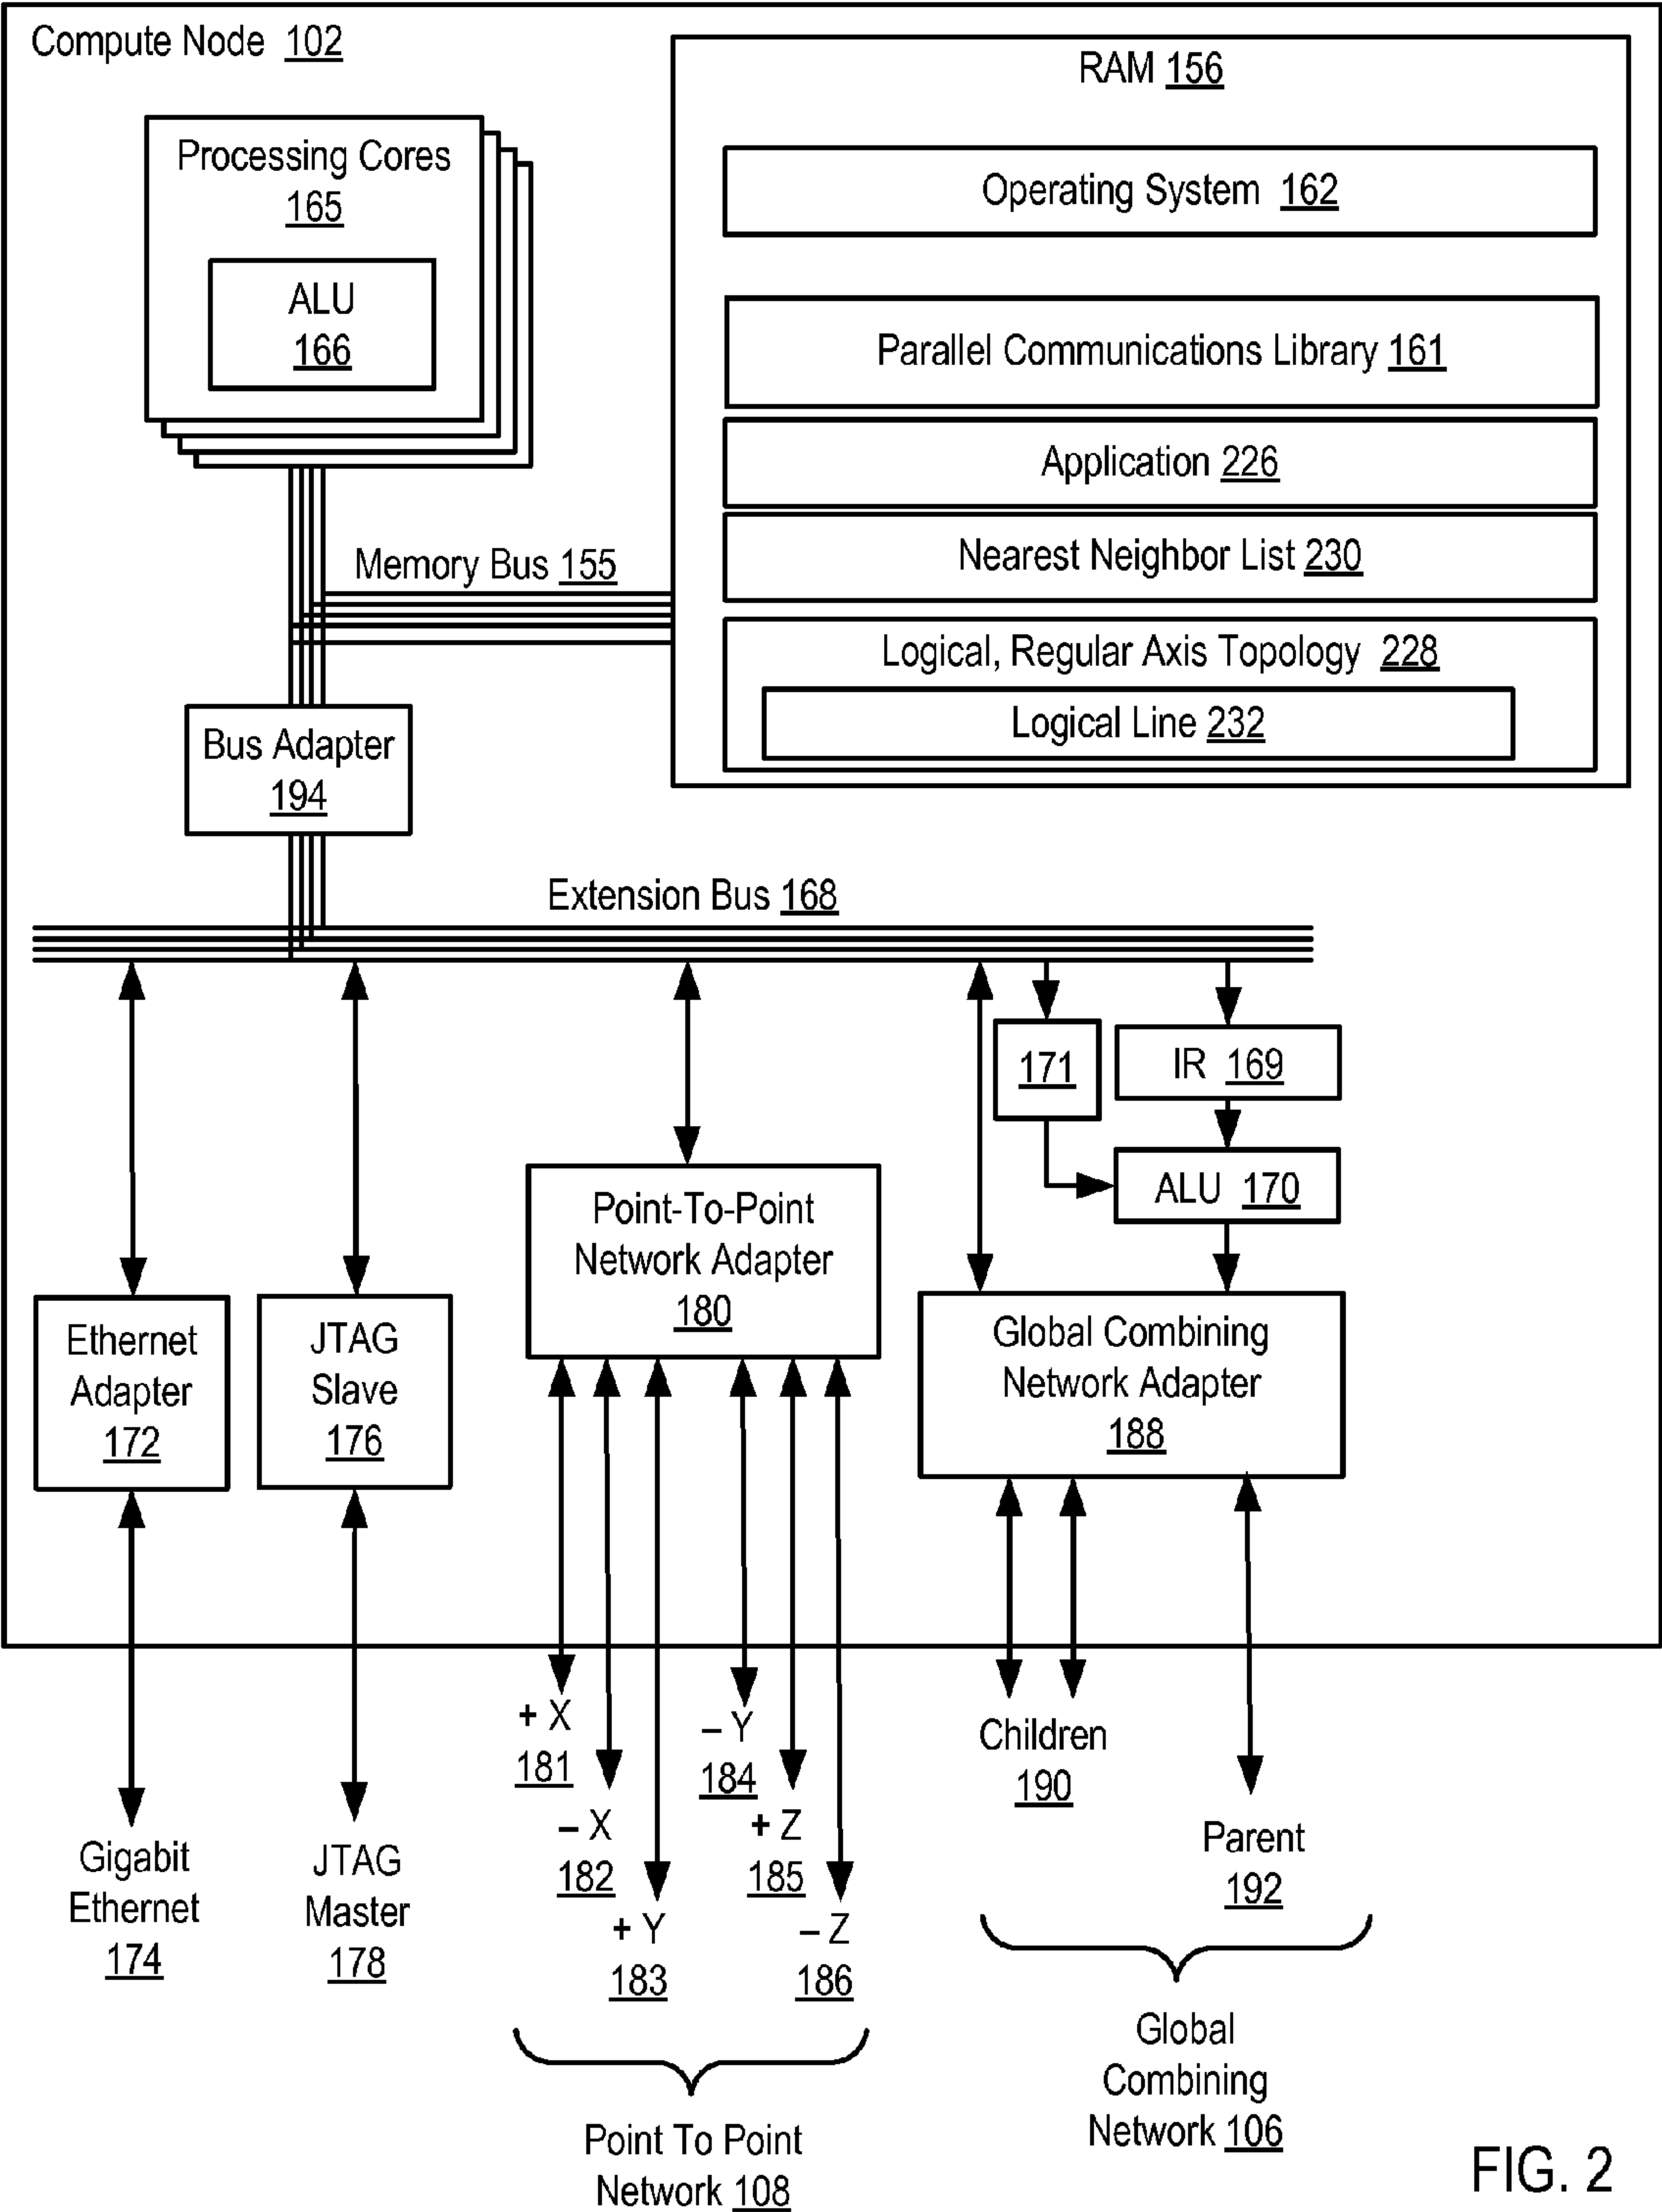 Compute Node 102
RAM 156
Processing Cores
165
ALU
166
Operating System 162
Parallel Communications Library 161
Application 226
Nearest Neighbor List 230
Logical, Regular Axis Topology 228
Logical Line 232
Memory Bus 155
Bus Adapter
194
Extension Bus 168
171
IR 169
ALU 170
Point-To-Point
Network Adapter
180
Ethernet
Adapter
172
JTAG
Slave
176
Global Combining
Network Adapter
188
+ X
181
– X
182
+ Y
183
– Y
184
+ Z
185
– Z
186
Children
190
Parent
192
Gigabit
Ethernet
174
JTAG
Master
178
Point To Point
Network 108
Global
Combining
Network 106
FIG. 2